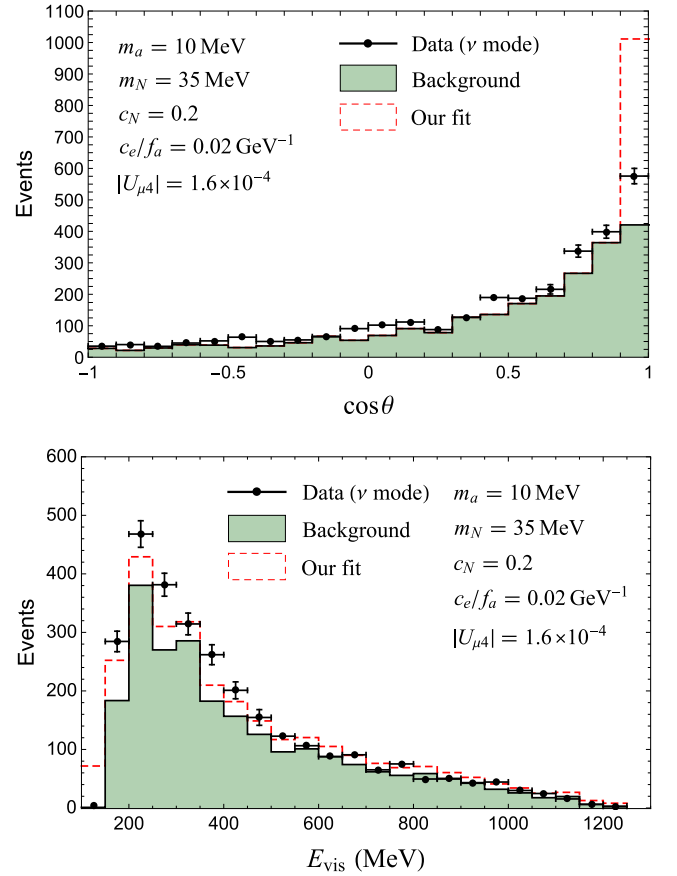 1100
1000
900
800
700
600
500
400
300
200
100
0
Events
m_a = 10 MeV
m_N = 35 MeV
c_N = 0.2
c_e/f_a = 0.02 GeV⁻¹
|U_μ4| = 1.6×10⁻⁴
Data (ν mode)
Background
Our fit
−1 −0.5 0 0.5 1
cosθ
600
500
400
300
200
100
0
Events
Data (ν mode)
Background
Our fit
m_a = 10 MeV
m_N = 35 MeV
c_N = 0.2
c_e/f_a = 0.02 GeV⁻¹
|U_μ4| = 1.6×10⁻⁴
200 400 600 800 1000 1200
E_vis (MeV)